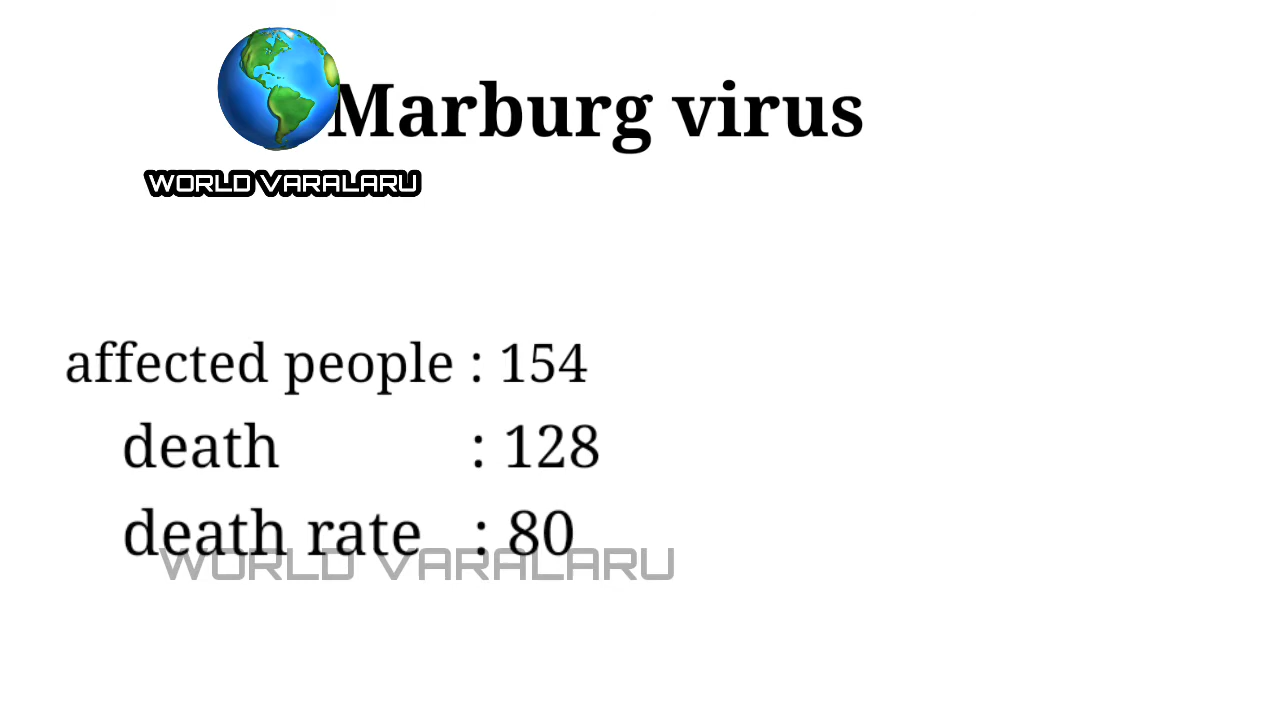 Marburg virus
WORLD VARALARU
affected people : 154
death : 128
death rate : 80
WORLD VARALARU